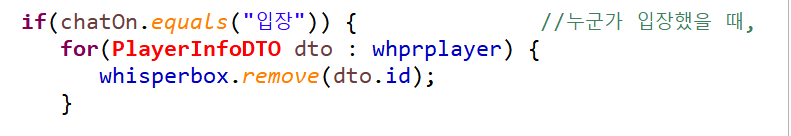 if(chatOn.equals("입장")) { //누군가 입장했을 때,
for(PlayerInfoDTO dto : whprplayer) {
whisperbox.remove(dto.id);
}